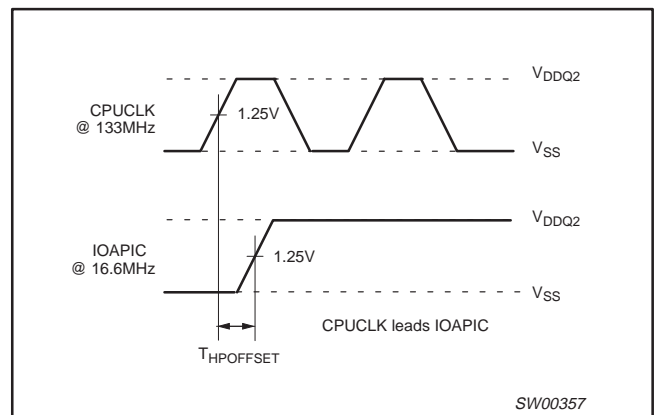 V_DDQ2
CPUCLK
@ 133MHz
1.25V
V_SS
V_DDQ2
IOAPIC
@ 16.6MHz
1.25V
V_SS
CPUCLK leads IOAPIC
T_HPOFFSET
SW00357